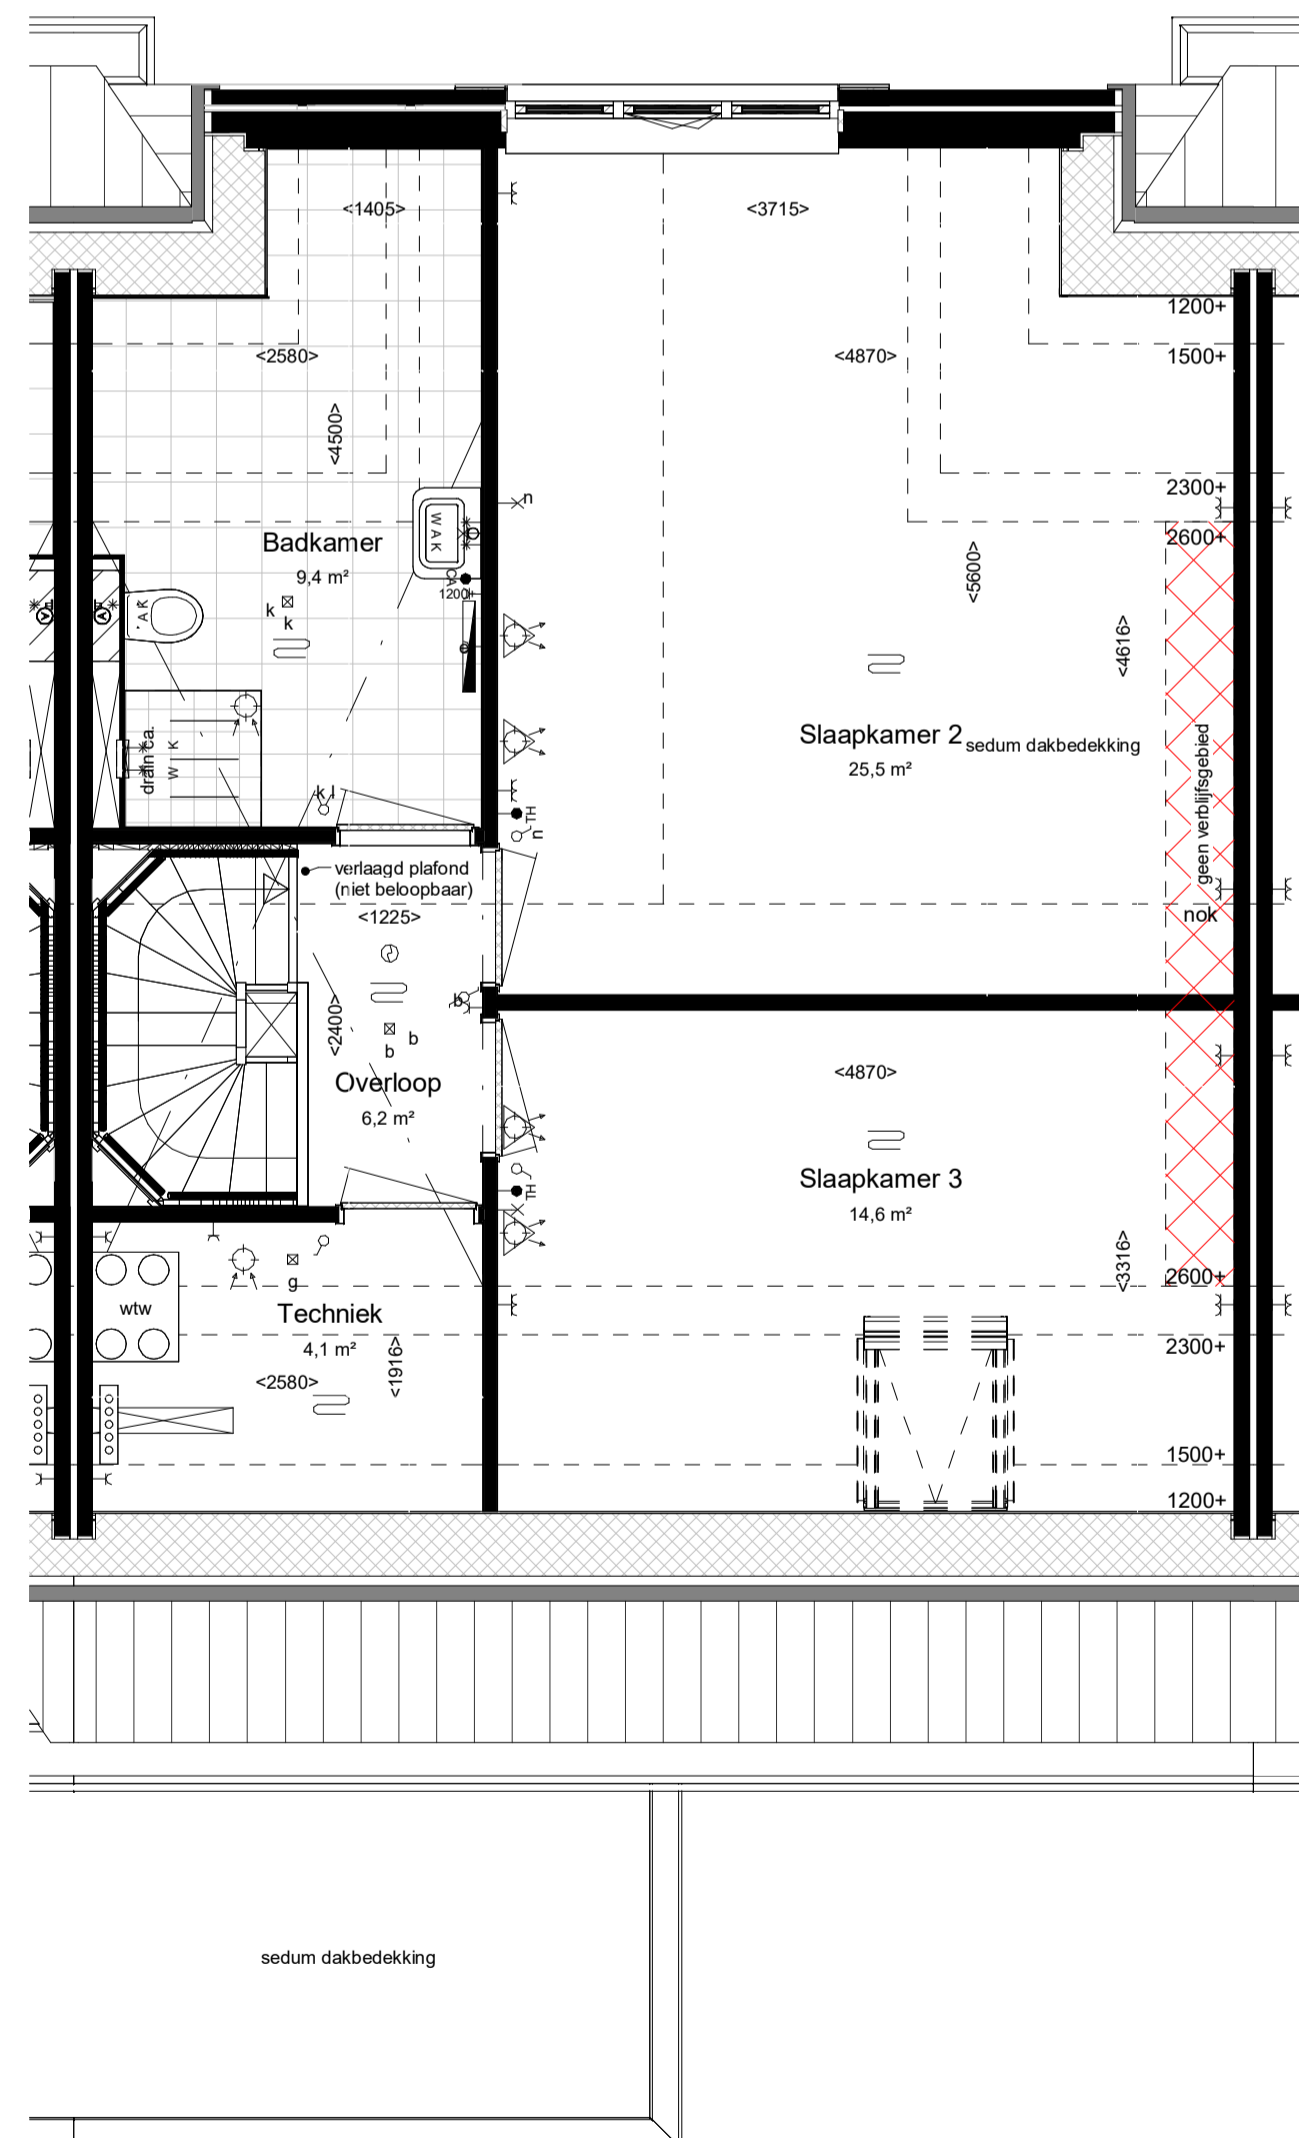 <1405>
<3715>
1200+
<2580>
<4870>
1500+
<4500>
2300+
n
2600+
Badkamer
9,4 m²
WAK
CA
1200+
<5600>
<4616>
AK
k
k
Slaapkamer 2
sedum dakbedekking
25,5 m²
geen verblijfsgebied
drain ca.
W K
k l
TH
n
verlaagd plafond
(niet beloopbaar)
<1225>
nok
<2400>
b
b
b
Overloop
6,2 m²
<4870>
Slaapkamer 3
14,6 m²
TH
<3316>
g
2600+
wtw
Techniek
4,1 m²
<1916>
2300+
<2580>
1500+
1200+
sedum dakbedekking